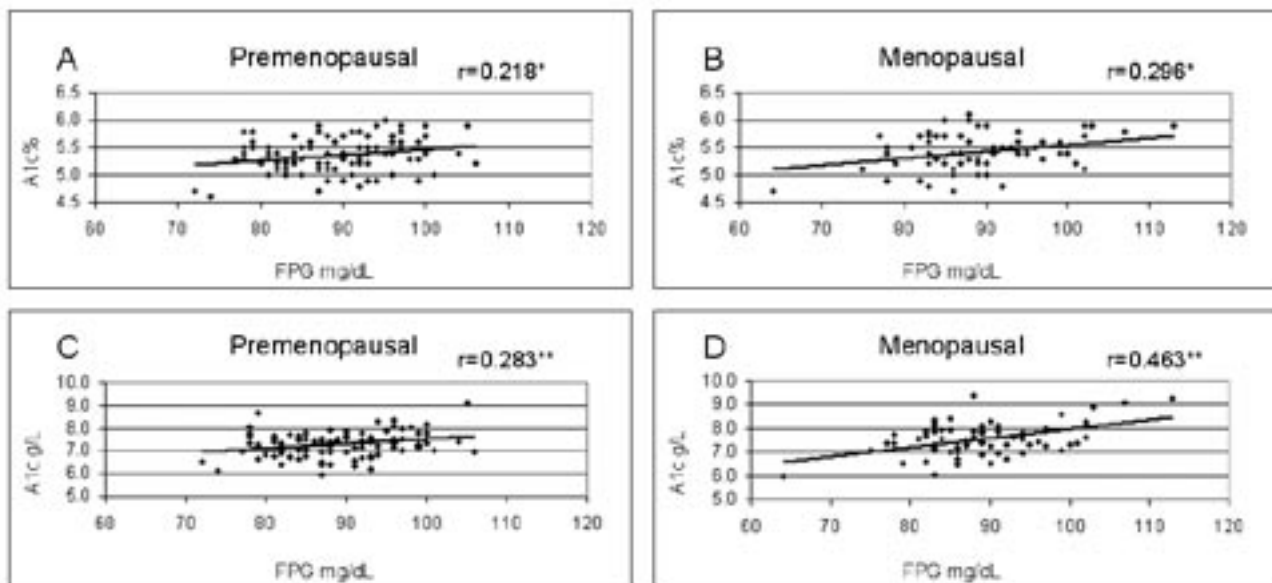 A
Premenopausal
r=0.218*
A1c%
6.5
6.0
5.5
5.0
4.5
60 70 80 90 100 110 120
FPG mg/dL
B
Menopausal
r=0.296*
A1c%
6.5
6.0
5.5
5.0
4.5
60 70 80 90 100 110 120
FPG mg/dL
C
Premenopausal
r=0.283**
A1c g/L
10.0
9.0
8.0
7.0
6.0
5.0
60 70 80 90 100 110 120
FPG mg/dL
D
Menopausal
r=0.463**
A1c g/L
10.0
9.0
8.0
7.0
6.0
5.0
60 70 80 90 100 110 120
FPG mg/dL